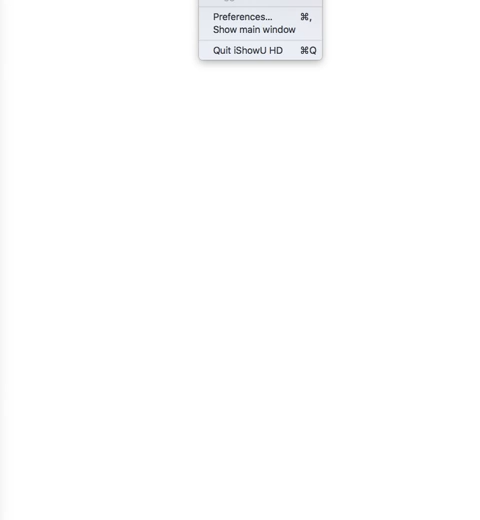 Preferences... ⌘,
Show main window
Quit iShowU HD ⌘Q